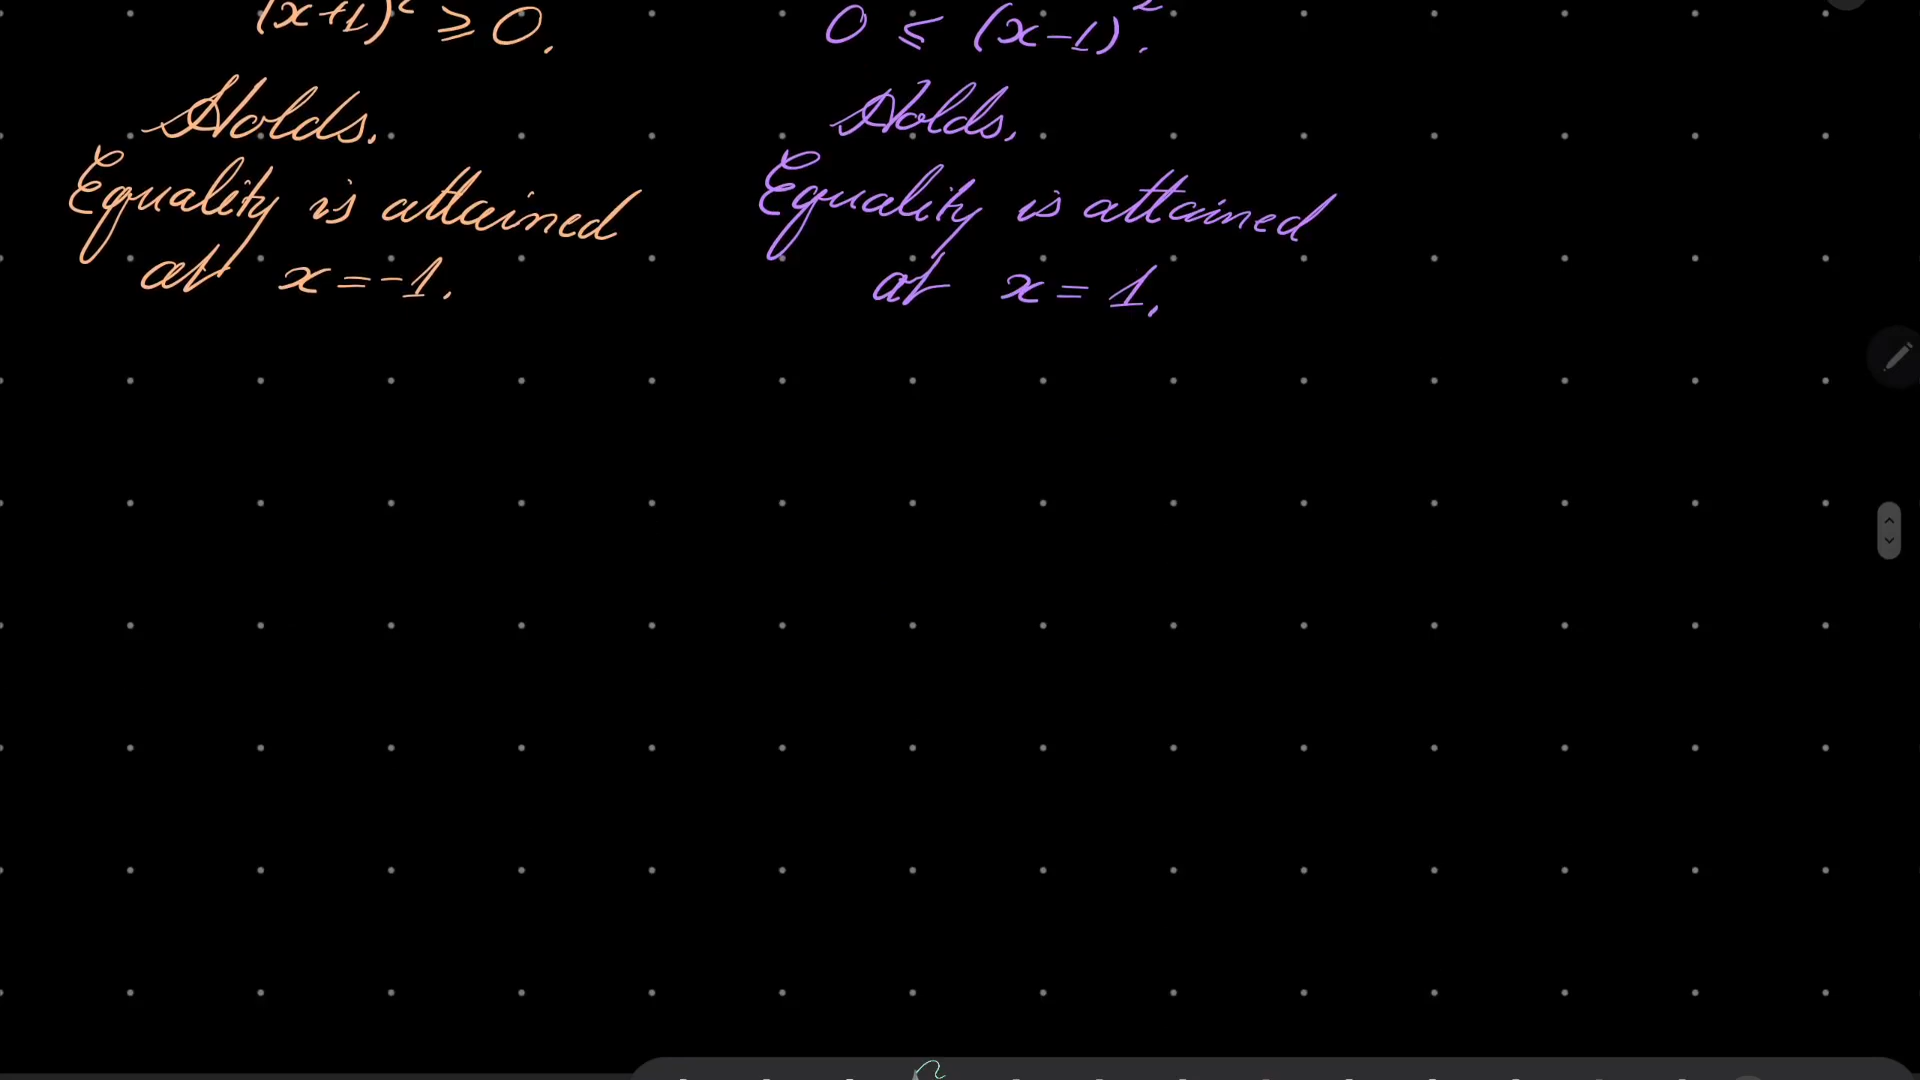 (x+1)² ⩾ 0.
Holds.
Equality is attained
at x = -1.
0 ⩽ (x-1)².
Holds.
Equality is attained
at x = 1.